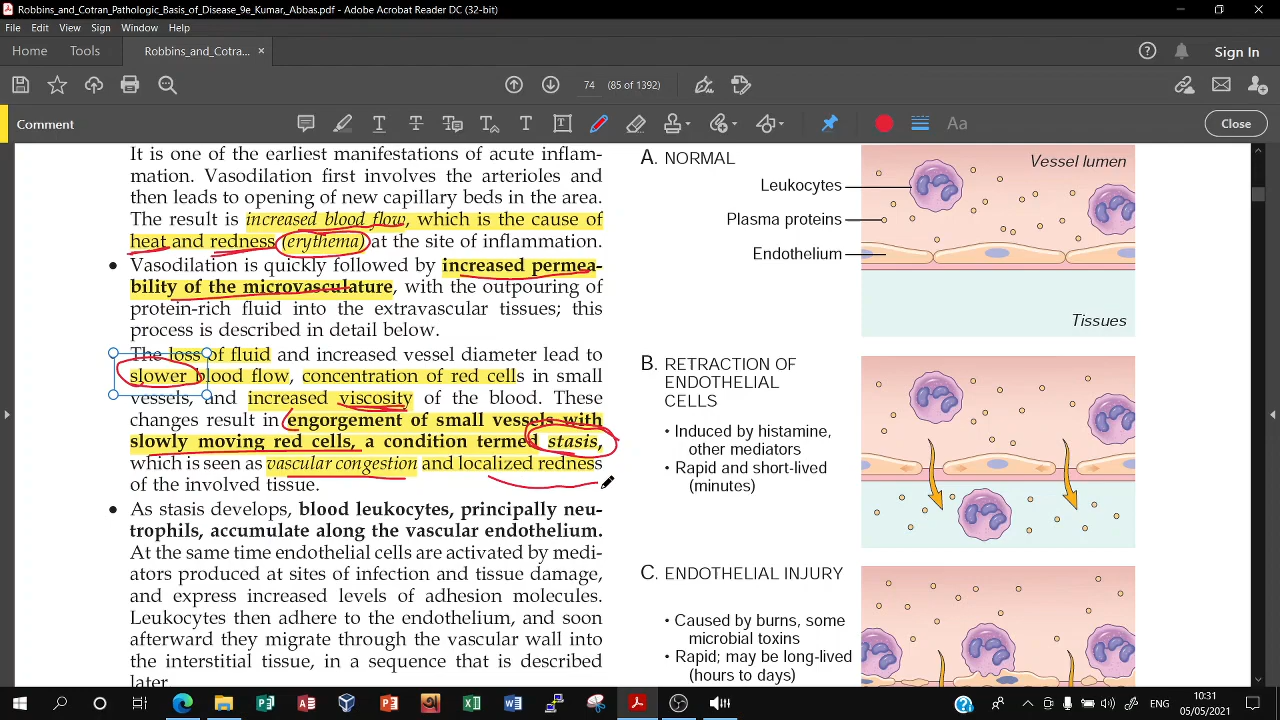 Robbins_and_Cotran_Pathologic_Basis_of_Disease_9e_Kumar_Abbas.pdf - Adobe Acrobat Reader DC (32-bit)
File Edit View Sign Window Help
Home Tools Robbins_and_Cotra... × Sign In
74 (85 of 1392)
Comment Aa Close
It is one of the earliest manifestations of acute inflam-
mation. Vasodilation first involves the arterioles and
then leads to opening of new capillary beds in the area.
The result is increased blood flow, which is the cause of
heat and redness (erythema) at the site of inflammation.
• Vasodilation is quickly followed by increased permea-
bility of the microvasculature, with the outpouring of
protein-rich fluid into the extravascular tissues; this
process is described in detail below.
The loss of fluid and increased vessel diameter lead to
slower blood flow, concentration of red cells in small
vessels, and increased viscosity of the blood. These
changes result in engorgement of small vessels with
slowly moving red cells, a condition termed stasis,
which is seen as vascular congestion and localized redness
of the involved tissue.
• As stasis develops, blood leukocytes, principally neu-
trophils, accumulate along the vascular endothelium.
At the same time endothelial cells are activated by medi-
ators produced at sites of infection and tissue damage,
and express increased levels of adhesion molecules.
Leukocytes then adhere to the endothelium, and soon
afterward they migrate through the vascular wall into
the interstitial tissue, in a sequence that is described
later.
A. NORMAL
Vessel lumen
Leukocytes
Plasma proteins
Endothelium
Tissues
B. RETRACTION OF
ENDOTHELIAL
CELLS
• Induced by histamine,
other mediators
• Rapid and short-lived
(minutes)
C. ENDOTHELIAL INJURY
• Caused by burns, some
microbial toxins
• Rapid; may be long-lived
(hours to days)
ENG
10:31
05/05/2021